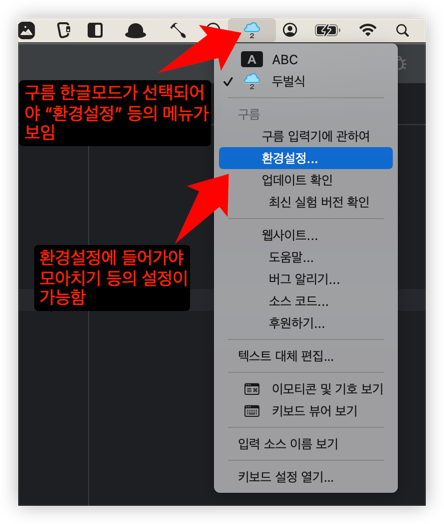 2
A ABC
2 두벌식
구름 한글모드가 선택되어
야 “환경설정” 등의 메뉴가
보임
구름
구름 입력기에 관하여
환경설정...
업데이트 확인
최신 실험 버전 확인
웹사이트...
환경설정에 들어가야
모아치기 등의 설정이
가능함
도움말...
버그 알리기...
소스 코드...
후원하기...
텍스트 대체 편집...
이모티콘 및 기호 보기
키보드 뷰어 보기
입력 소스 이름 보기
키보드 설정 열기...